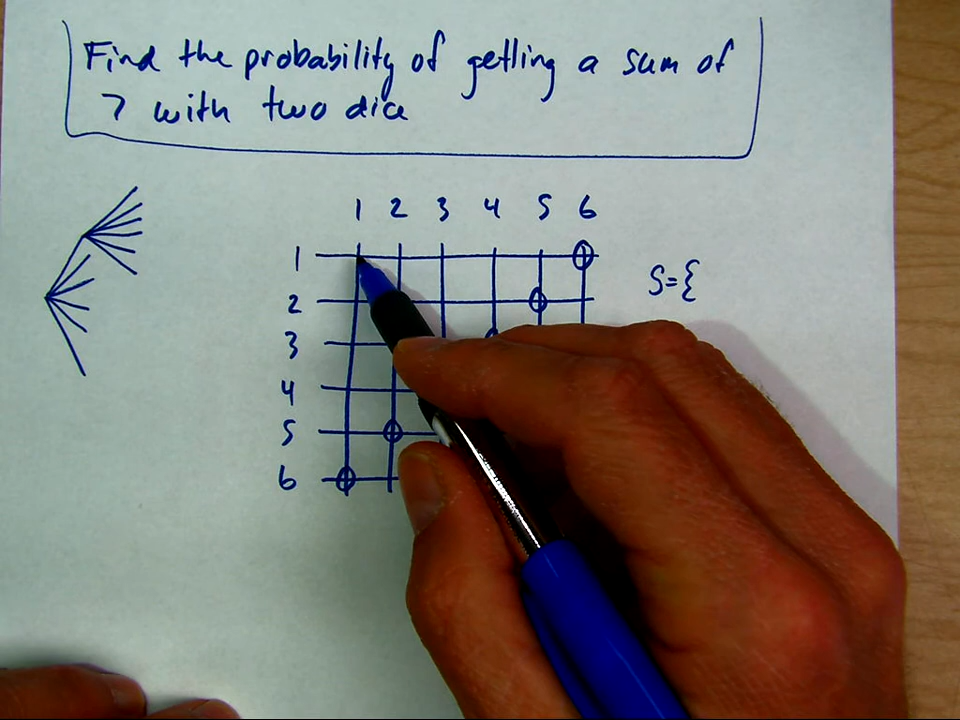 Find the probability of getling a sum of
7 with two dice
1 2 3 4 5 6
1
2
3
4
5
6
S={